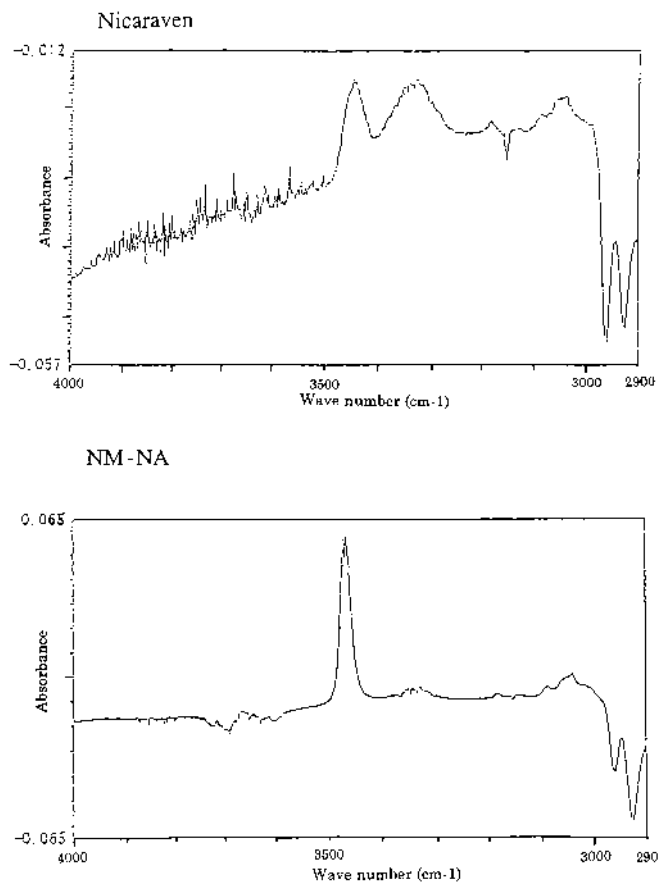 Nicaraven
-0.012
Absorbance
-0.057
4000
3500
3000
2900
Wave number (cm-1)
NM-NA
0.065
Absorbance
-0.065
4000
3500
3000
290
Wave number (cm-1)